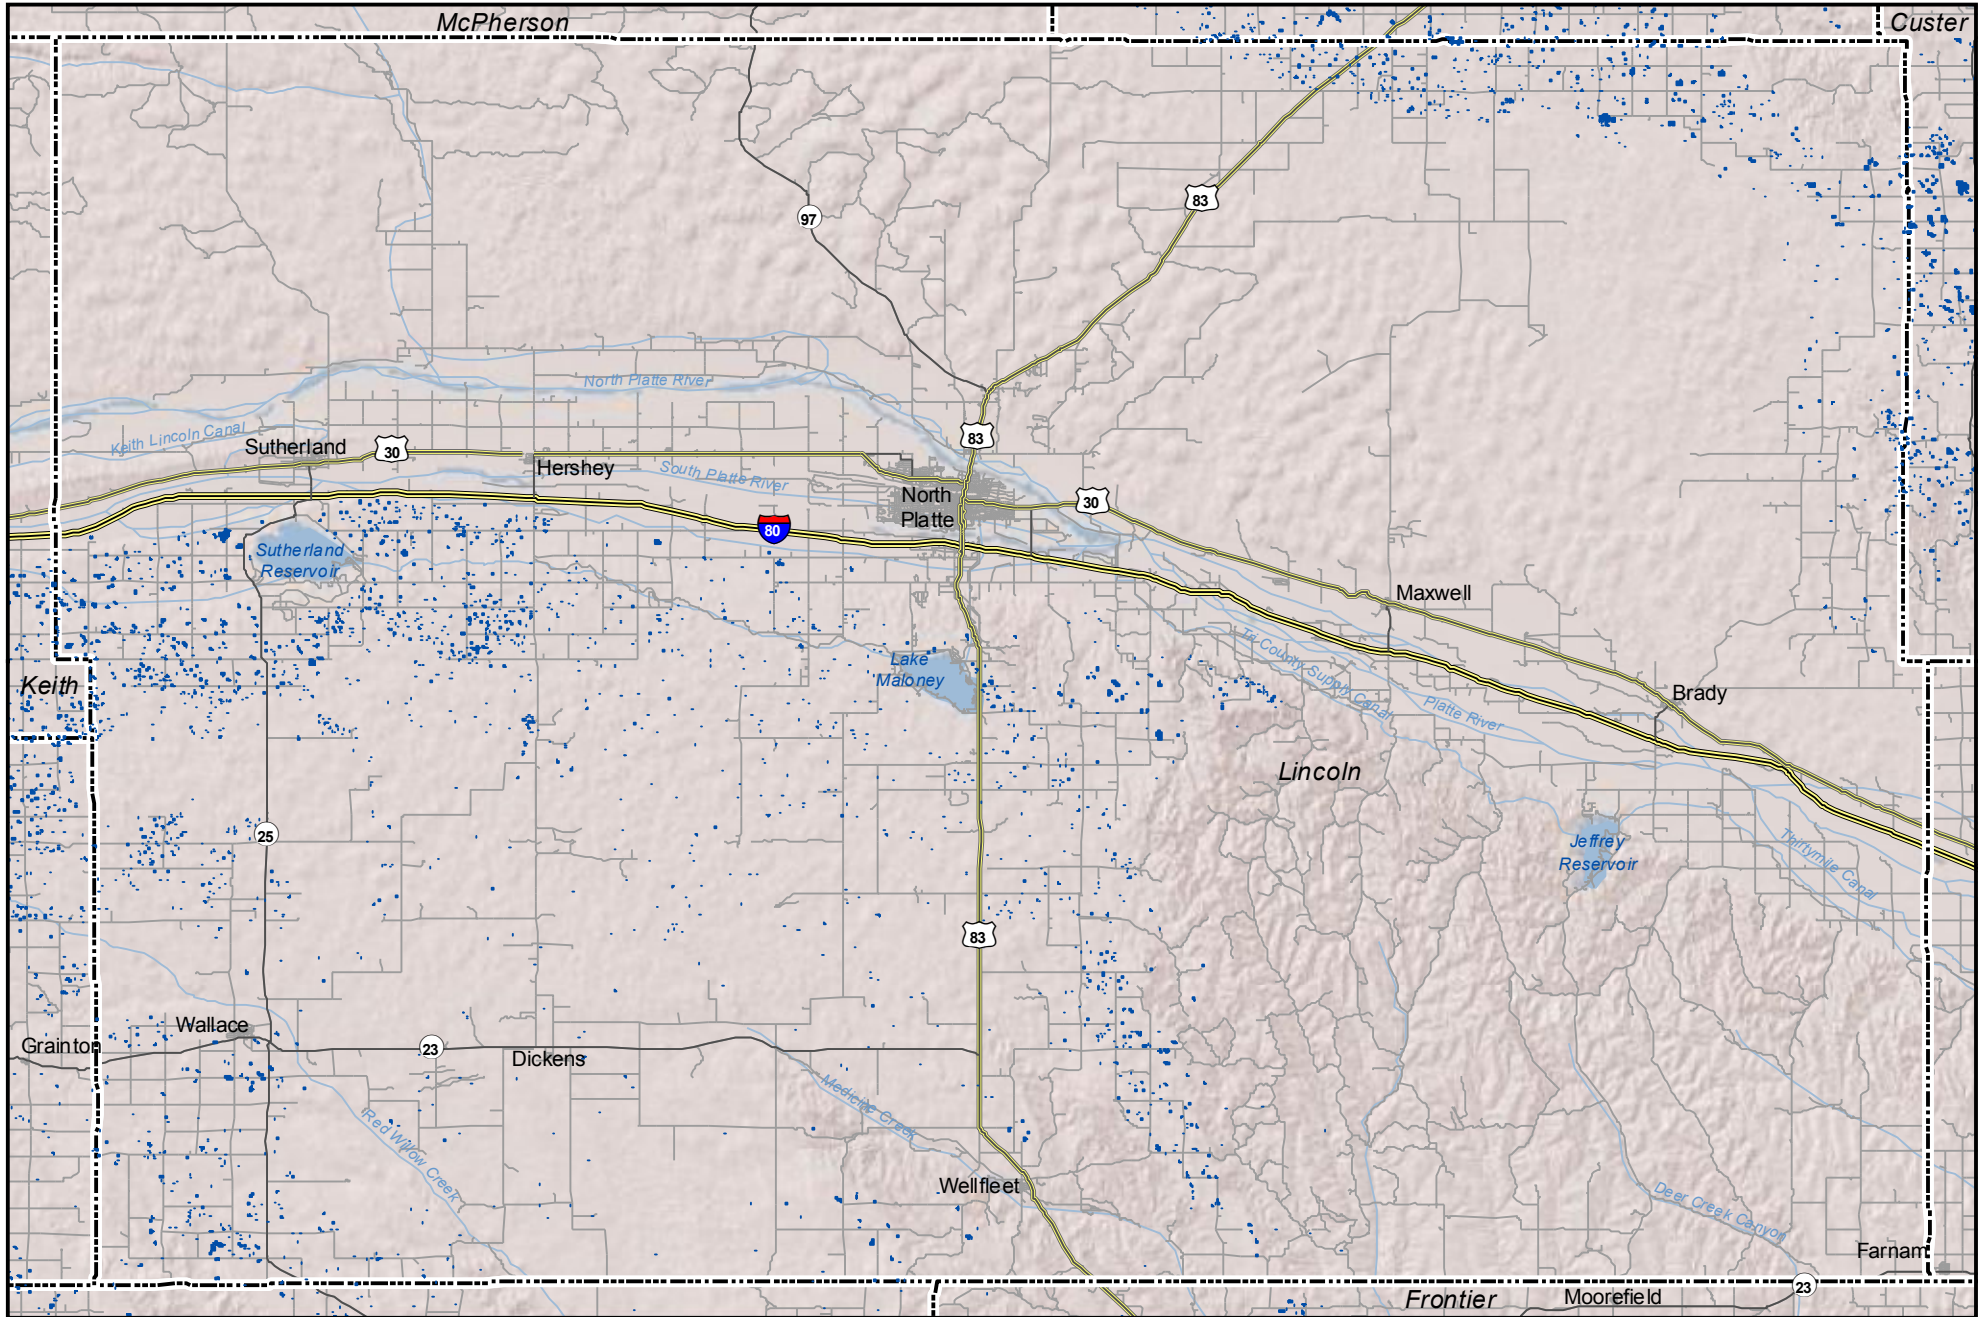 McPherson
Custer
97
83
North Platte River
Keith Lincoln Canal
Sutherland
30
83
Hershey
South Platte River
North
Platte
30
80
Sutherland
Reservoir
Maxwell
Tri-County Supply Canal
Lake
Maloney
Keith
Platte River
Brady
Lincoln
25
Jeffrey
Reservoir
Thirtymile Canal
83
Wallace
Grainton
23
Dickens
Medicine Creek
Red Willow Creek
Wellfleet
Deer Creek Canyon
Farnam
23
Frontier
Moorefield